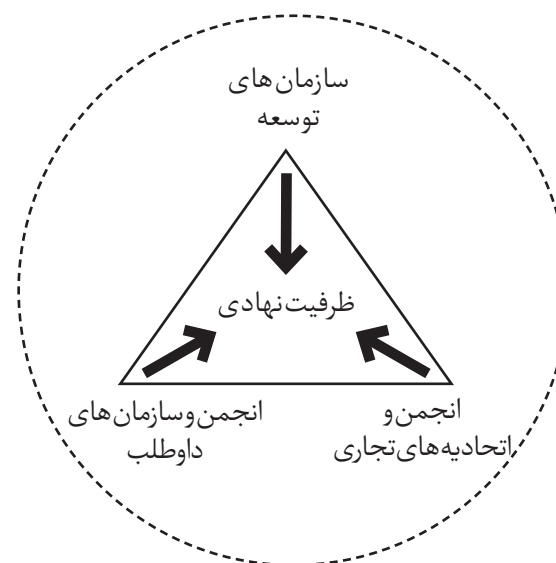 سازمان‌های
توسعه
ظرفیت نهادی
انجمن و
اتحادیه‌های تجاری
انجمن و سازمان‌های
داوطلب